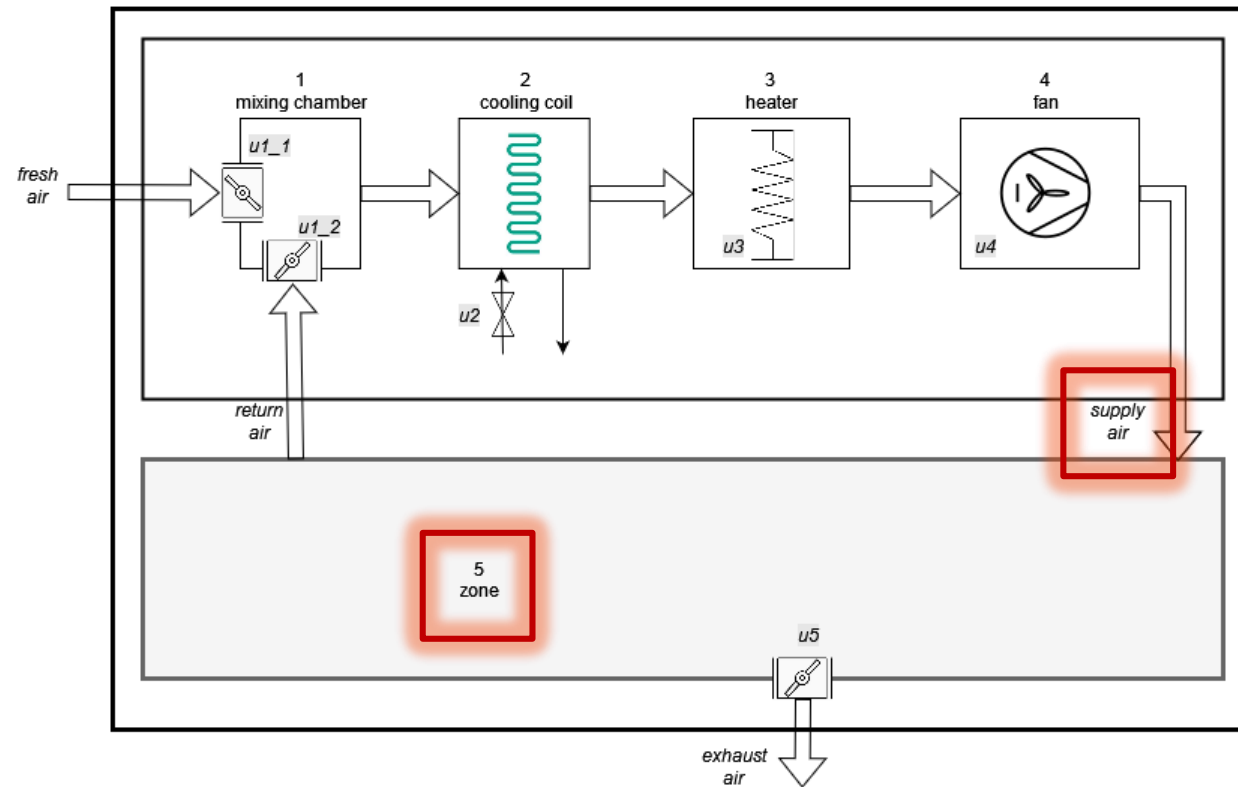 1
mixing chamber
2
cooling coil
3
heater
4
fan
u1_1
fresh
air
u1_2
u3
u4
u2
return
air
supply
air
5
zone
u5
exhaust
air